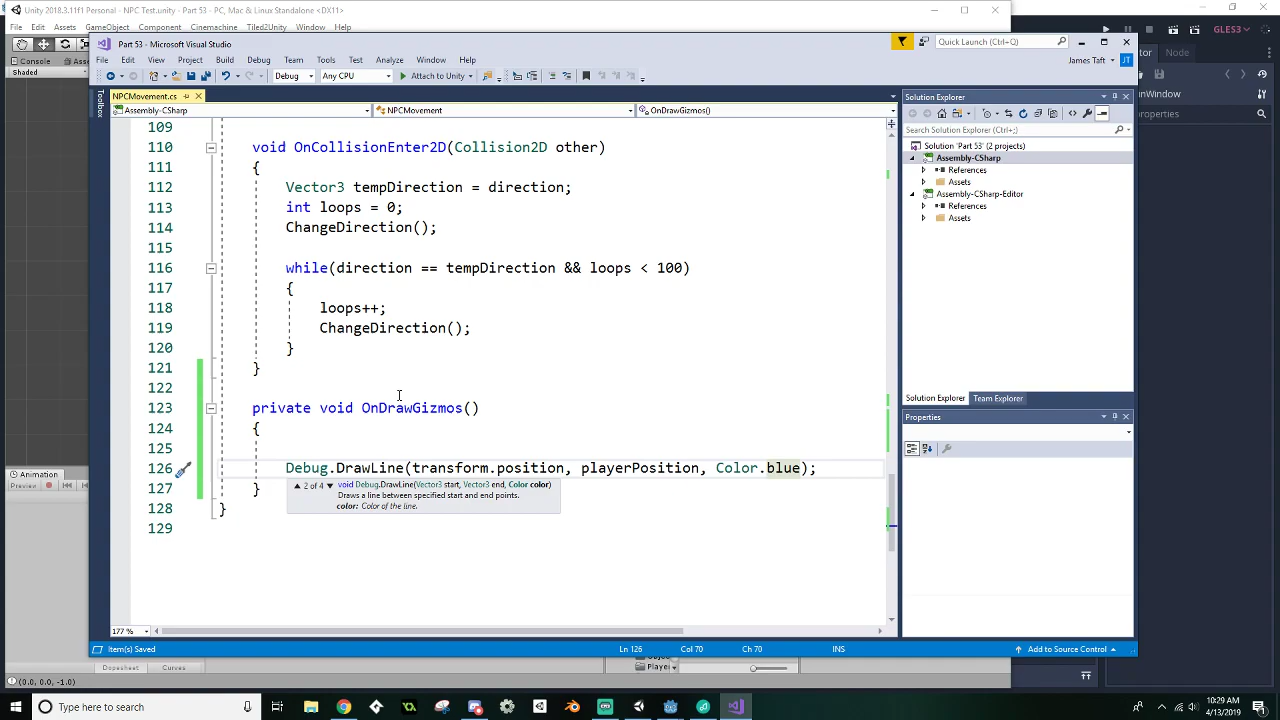 Unity 2018.3.11f1 Personal - NPC Test.unity - Part 53 - PC, Mac & Linux Standalone <DX11>
File Edit Assets GameObject Component Cinemachine Tiled2Unity Window Help
Console
Shaded
Part 53 - Microsoft Visual Studio
Quick Launch (Ctrl+Q)
File Edit View Project Build Debug Team Tools Test Analyze Window Help
James Taft JT
Debug Any CPU Attach to Unity
GLES3
Node
NPCMovement.cs
Assembly-CSharp NPCMovement OnDrawGizmos()
Toolbox
109
110 void OnCollisionEnter2D(Collision2D other)
111 {
112 Vector3 tempDirection = direction;
113 int loops = 0;
114 ChangeDirection();
115
116 while(direction == tempDirection && loops < 100)
117 {
118 loops++;
119 ChangeDirection();
120 }
121 }
122
123 private void OnDrawGizmos()
124 {
125
126 Debug.DrawLine(transform.position, playerPosition, Color.blue);
127 }
128 }
129
2 of 4 void Debug.DrawLine(Vector3 start, Vector3 end, Color color)
Draws a line between specified start and end points.
color: Color of the line.
Solution Explorer
Search Solution Explorer (Ctrl+;)
Solution 'Part 53' (2 projects)
Assembly-CSharp
References
Assets
Assembly-CSharp-Editor
References
Assets
Solution Explorer Team Explorer
Properties
Animation
Preview
177 %
Item(s) Saved Ln 126 Col 70 Ch 70 INS Add to Source Control
Dopesheet Curves
(0.0, 0.0, -1.0)
Type here to search
10:29 AM
4/13/2019